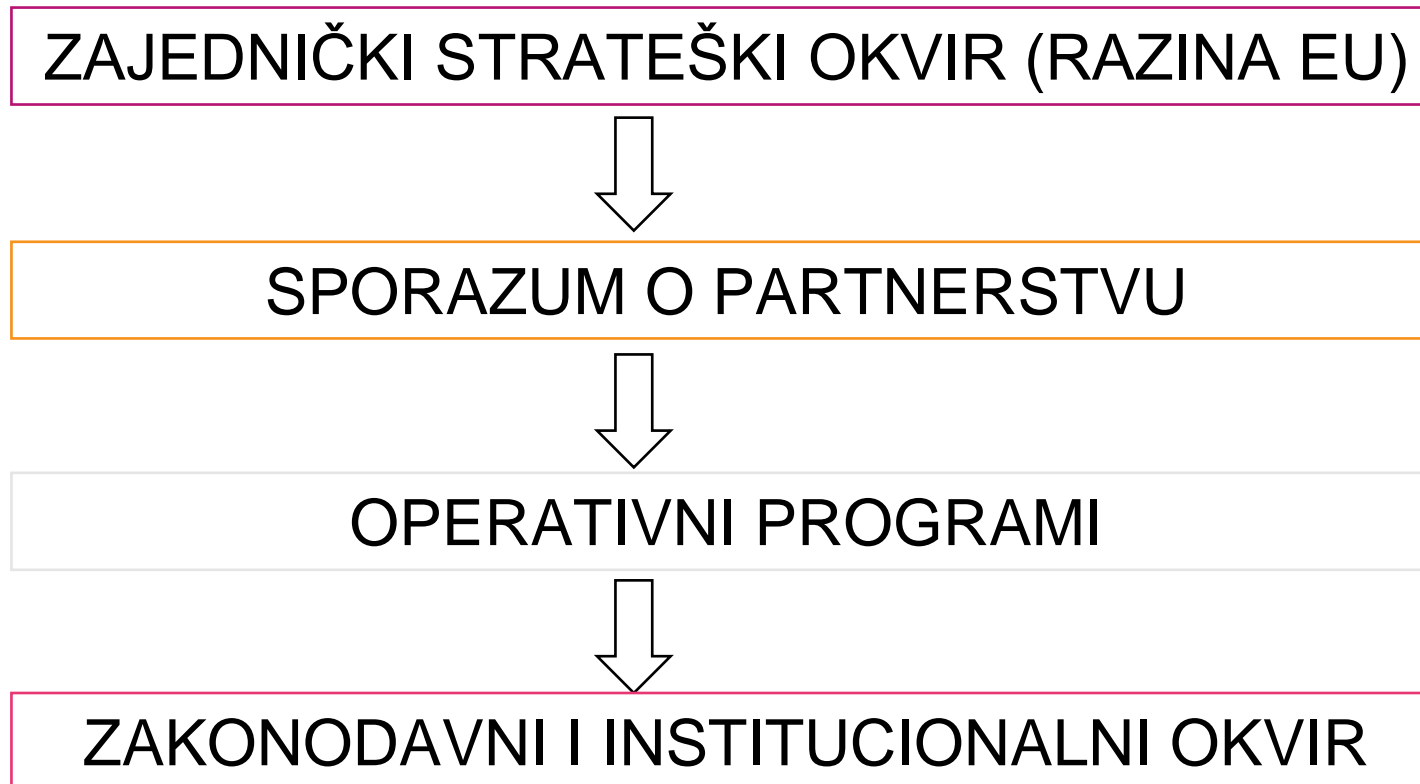 ZAJEDNIČKI STRATEŠKI OKVIR (RAZINA EU)
SPORAZUM O PARTNERSTVU
OPERATIVNI PROGRAMI
ZAKONODAVNI I INSTITUCIONALNI OKVIR